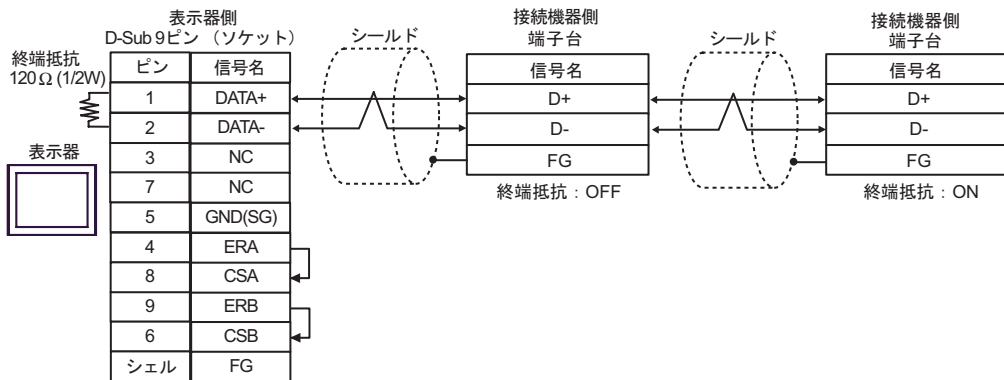 表示器側
D-Sub 9ピン （ソケット）
終端抵抗
120Ω (1/2W)
ピン 信号名
1 DATA+
2 DATA-
3 NC
7 NC
5 GND(SG)
4 ERA
8 CSA
9 ERB
6 CSB
シェル FG
表示器
シールド
接続機器側
端子台
信号名
D+
D-
FG
終端抵抗：OFF
シールド
接続機器側
端子台
信号名
D+
D-
FG
終端抵抗：ON